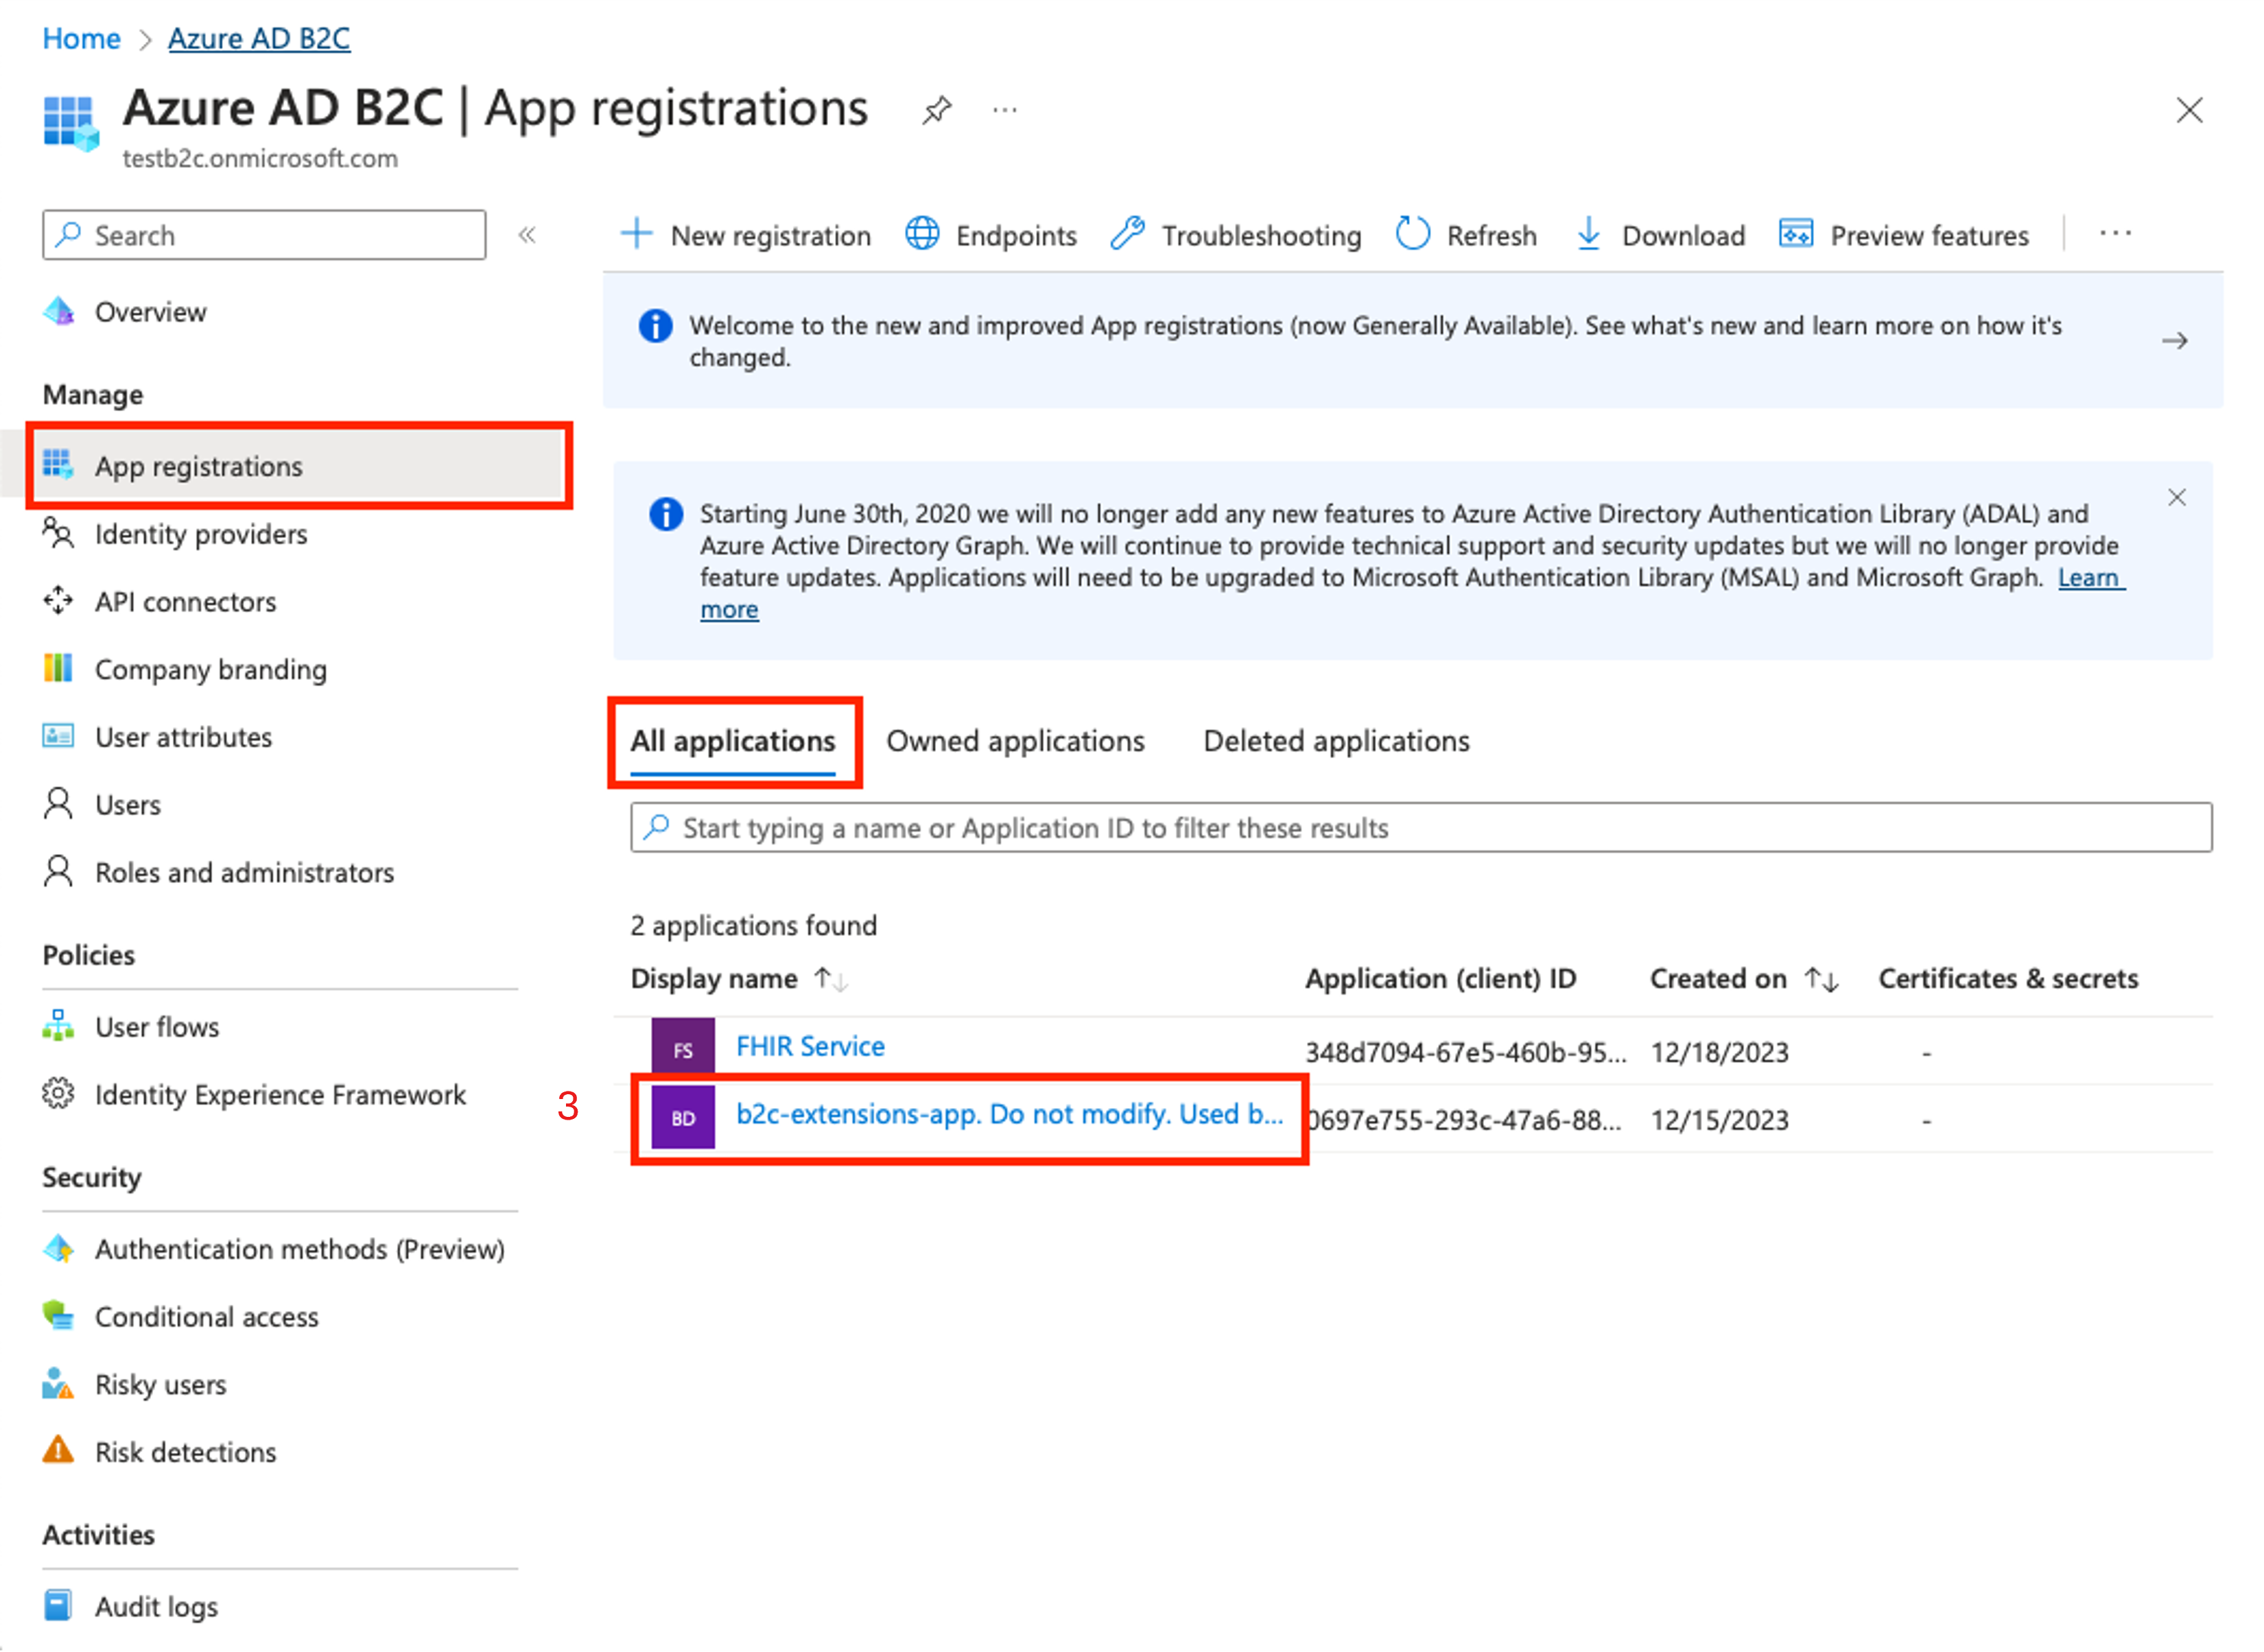 Home > Azure AD B2C
Azure AD B2C | App registrations ...
testb2c.onmicrosoft.com
Search «
Overview
Manage
App registrations
Identity providers
API connectors
Company branding
User attributes
Users
Roles and administrators
Policies
User flows
Identity Experience Framework
Security
Authentication methods (Preview)
Conditional access
Risky users
Risk detections
Activities
Audit logs
New registration Endpoints Troubleshooting Refresh Download Preview features ...
Welcome to the new and improved App registrations (now Generally Available). See what's new and learn more on how it's
changed.
Starting June 30th, 2020 we will no longer add any new features to Azure Active Directory Authentication Library (ADAL) and
Azure Active Directory Graph. We will continue to provide technical support and security updates but we will no longer provide
feature updates. Applications will need to be upgraded to Microsoft Authentication Library (MSAL) and Microsoft Graph. Learn
more
All applications Owned applications Deleted applications
Start typing a name or Application ID to filter these results
2 applications found
Display name Application (client) ID Created on Certificates & secrets
FS FHIR Service 348d7094-67e5-460b-95... 12/18/2023 -
3 BD b2c-extensions-app. Do not modify. Used b... 0697e755-293c-47a6-88... 12/15/2023 -